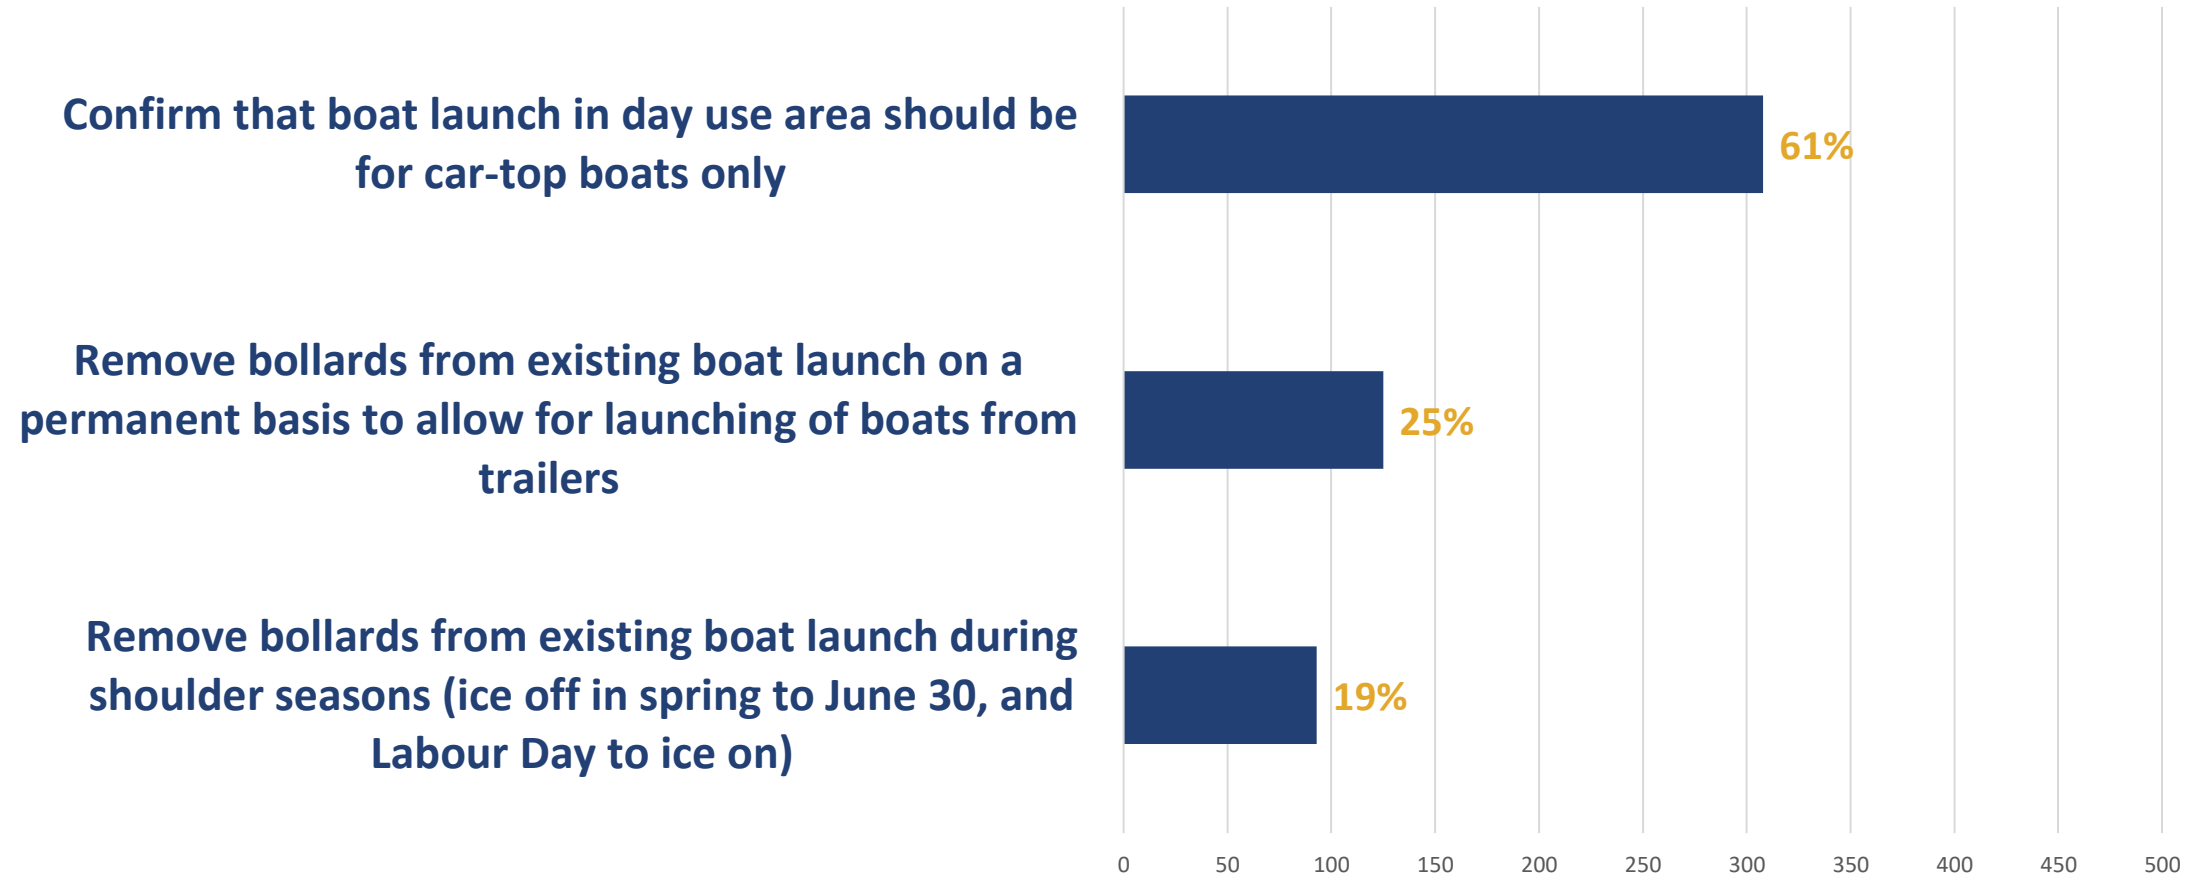 Confirm that boat launch in day use area should be
for car-top boats only
61%
Remove bollards from existing boat launch on a
permanent basis to allow for launching of boats from
trailers
25%
Remove bollards from existing boat launch during
shoulder seasons (ice off in spring to June 30, and
Labour Day to ice on)
19%
0 50 100 150 200 250 300 350 400 450 500